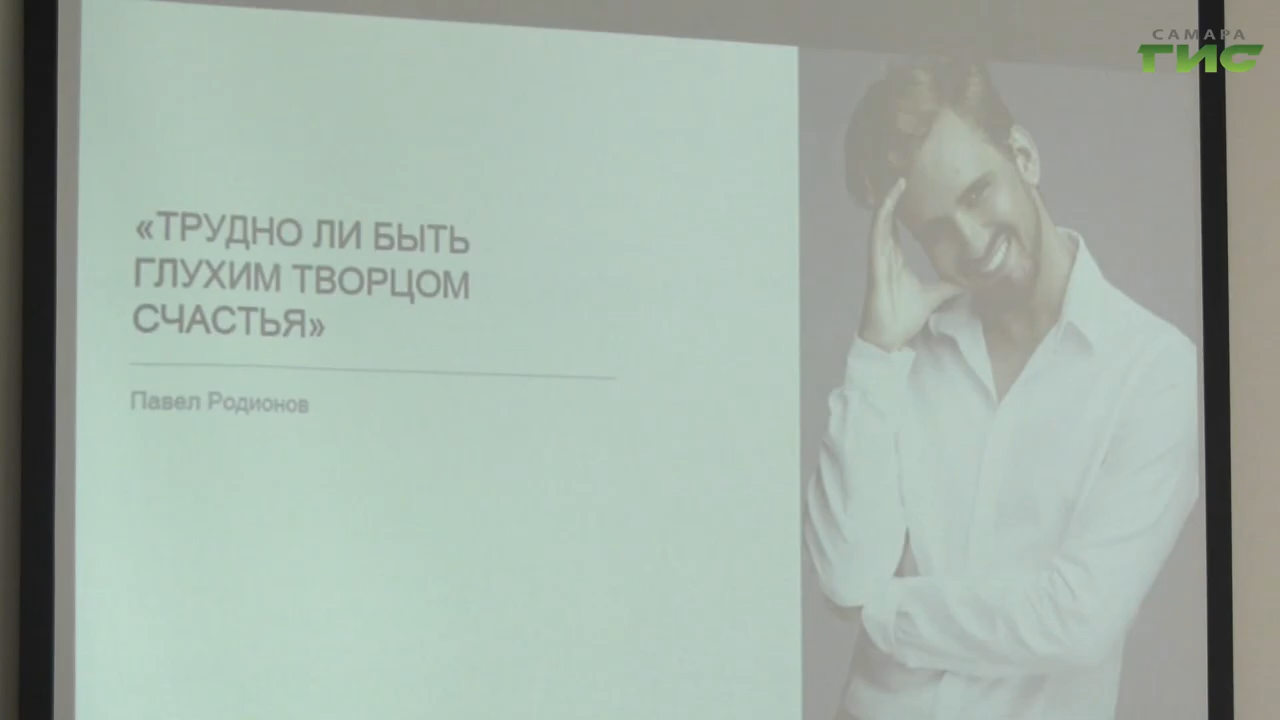 САМАРА
ГИС
«ТРУДНО ЛИ БЫТЬ
ГЛУХИМ ТВОРЦОМ
СЧАСТЬЯ»
Павел Родионов